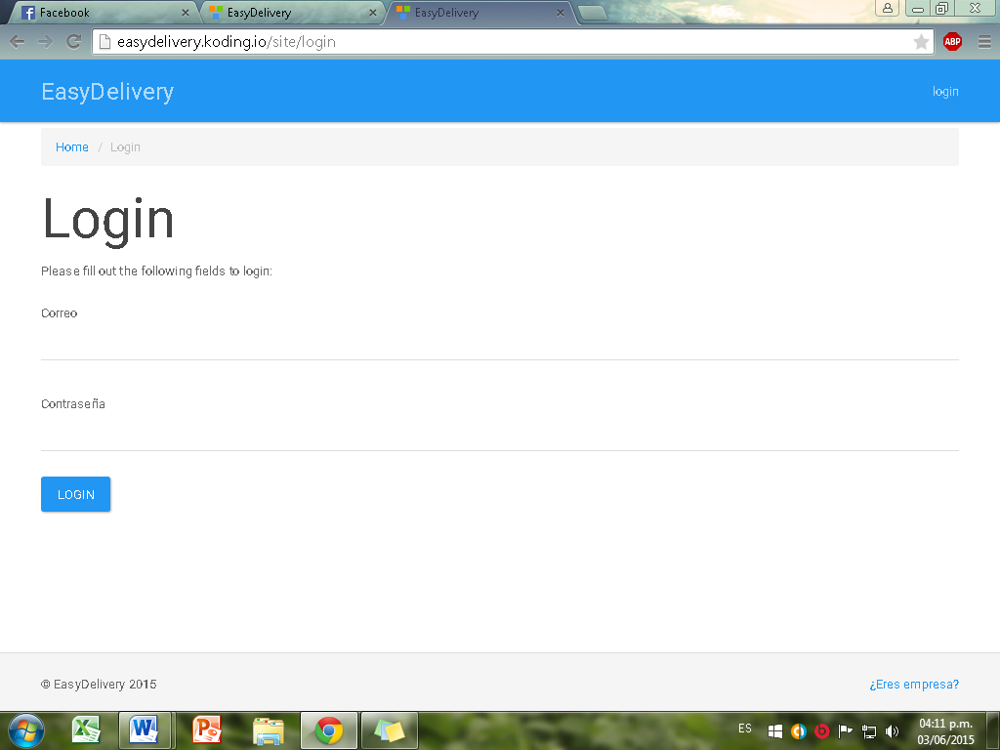 Facebook
EasyDelivery
EasyDelivery
easydelivery.koding.io/site/login
ABP
EasyDelivery
login
Home / Login
Login
Please fill out the following fields to login:
Correo
Contraseña
LOGIN
© EasyDelivery 2015
¿Eres empresa?
ES
04:11 p.m.
03/06/2015